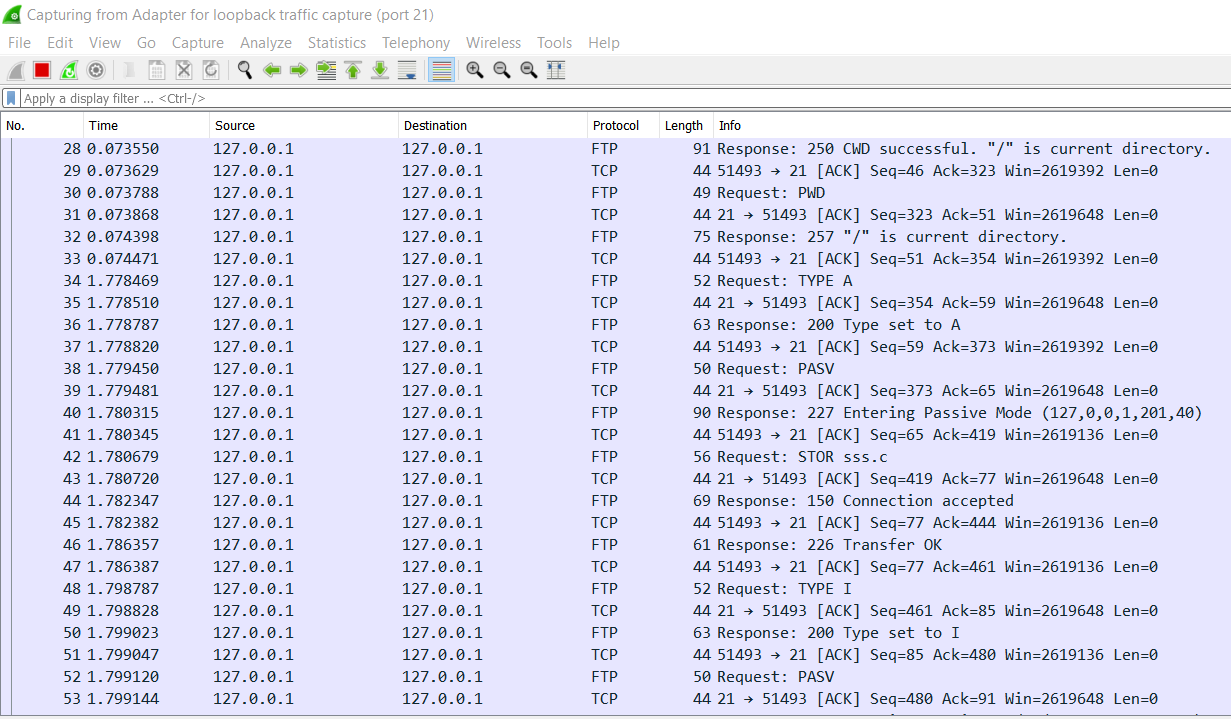 Capturing from Adapter for loopback traffic capture (port 21)
File Edit View Go Capture Analyze Statistics Telephony Wireless Tools Help
Apply a display filter ... <Ctrl-/>
No. Time Source Destination Protocol Length Info
28 0.073550 127.0.0.1 127.0.0.1 FTP 91 Response: 250 CWD successful. "/" is current directory.
29 0.073629 127.0.0.1 127.0.0.1 TCP 44 51493 → 21 [ACK] Seq=46 Ack=323 Win=2619392 Len=0
30 0.073788 127.0.0.1 127.0.0.1 FTP 49 Request: PWD
31 0.073868 127.0.0.1 127.0.0.1 TCP 44 21 → 51493 [ACK] Seq=323 Ack=51 Win=2619648 Len=0
32 0.074398 127.0.0.1 127.0.0.1 FTP 75 Response: 257 "/" is current directory.
33 0.074471 127.0.0.1 127.0.0.1 TCP 44 51493 → 21 [ACK] Seq=51 Ack=354 Win=2619392 Len=0
34 1.778469 127.0.0.1 127.0.0.1 FTP 52 Request: TYPE A
35 1.778510 127.0.0.1 127.0.0.1 TCP 44 21 → 51493 [ACK] Seq=354 Ack=59 Win=2619648 Len=0
36 1.778787 127.0.0.1 127.0.0.1 FTP 63 Response: 200 Type set to A
37 1.778820 127.0.0.1 127.0.0.1 TCP 44 51493 → 21 [ACK] Seq=59 Ack=373 Win=2619392 Len=0
38 1.779450 127.0.0.1 127.0.0.1 FTP 50 Request: PASV
39 1.779481 127.0.0.1 127.0.0.1 TCP 44 21 → 51493 [ACK] Seq=373 Ack=65 Win=2619648 Len=0
40 1.780315 127.0.0.1 127.0.0.1 FTP 90 Response: 227 Entering Passive Mode (127,0,0,1,201,40)
41 1.780345 127.0.0.1 127.0.0.1 TCP 44 51493 → 21 [ACK] Seq=65 Ack=419 Win=2619136 Len=0
42 1.780679 127.0.0.1 127.0.0.1 FTP 56 Request: STOR sss.c
43 1.780720 127.0.0.1 127.0.0.1 TCP 44 21 → 51493 [ACK] Seq=419 Ack=77 Win=2619648 Len=0
44 1.782347 127.0.0.1 127.0.0.1 FTP 69 Response: 150 Connection accepted
45 1.782382 127.0.0.1 127.0.0.1 TCP 44 51493 → 21 [ACK] Seq=77 Ack=444 Win=2619136 Len=0
46 1.786357 127.0.0.1 127.0.0.1 FTP 61 Response: 226 Transfer OK
47 1.786387 127.0.0.1 127.0.0.1 TCP 44 51493 → 21 [ACK] Seq=77 Ack=461 Win=2619136 Len=0
48 1.798787 127.0.0.1 127.0.0.1 FTP 52 Request: TYPE I
49 1.798828 127.0.0.1 127.0.0.1 TCP 44 21 → 51493 [ACK] Seq=461 Ack=85 Win=2619648 Len=0
50 1.799023 127.0.0.1 127.0.0.1 FTP 63 Response: 200 Type set to I
51 1.799047 127.0.0.1 127.0.0.1 TCP 44 51493 → 21 [ACK] Seq=85 Ack=480 Win=2619136 Len=0
52 1.799120 127.0.0.1 127.0.0.1 FTP 50 Request: PASV
53 1.799144 127.0.0.1 127.0.0.1 TCP 44 21 → 51493 [ACK] Seq=480 Ack=91 Win=2619648 Len=0